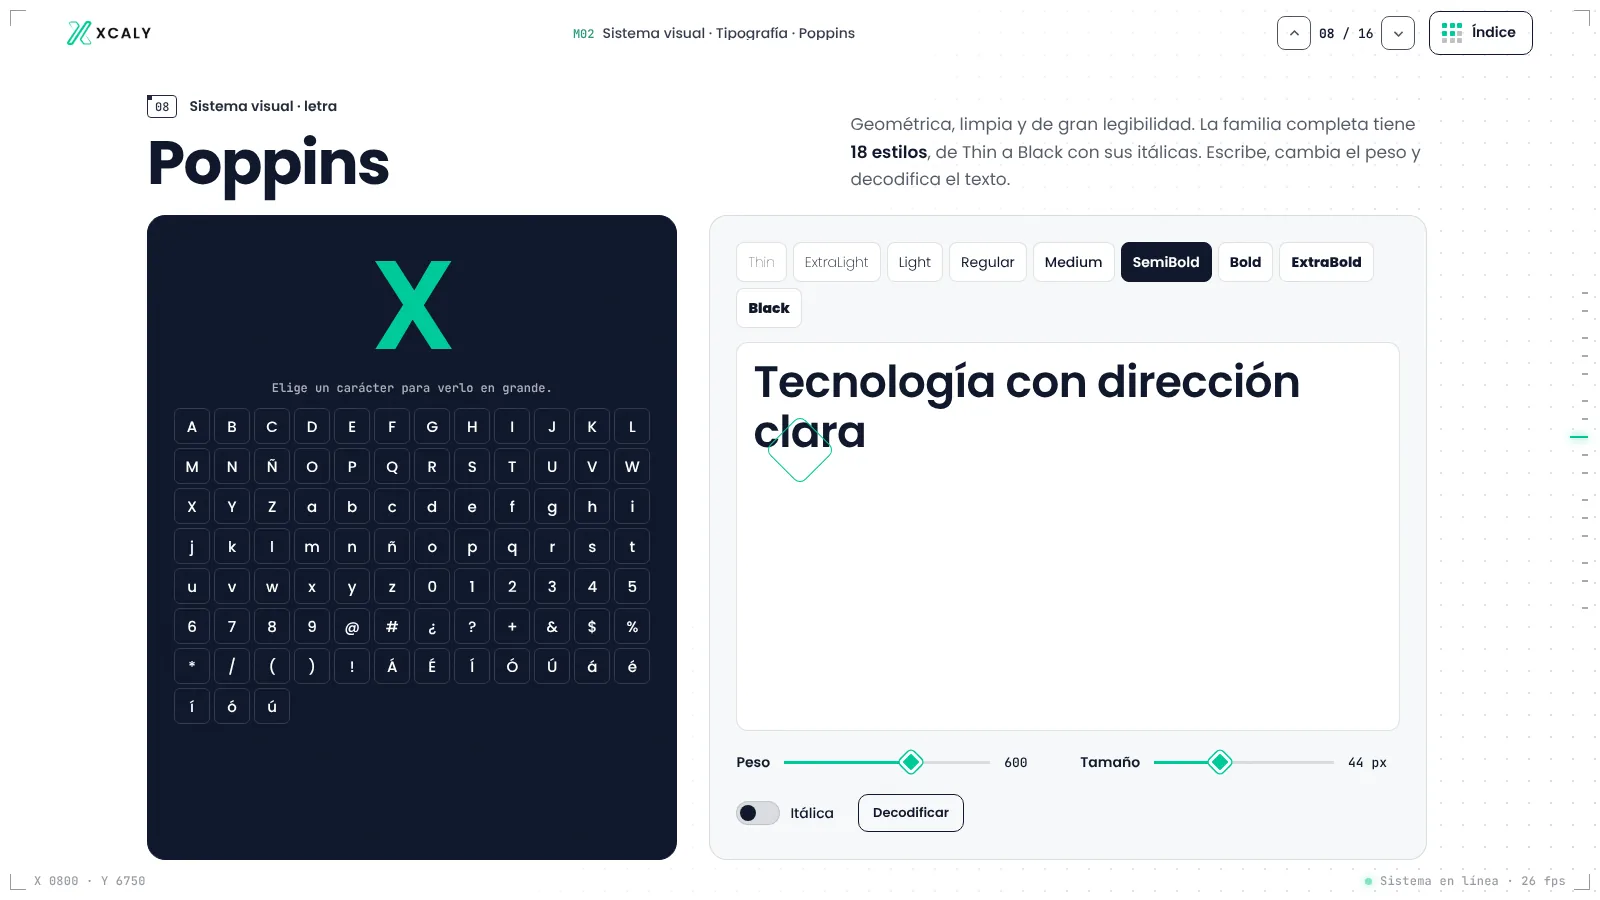 XCALY
M02 Sistema visual · Tipografía · Poppins
08 / 16
Índice
08 Sistema visual · letra
Poppins
Geométrica, limpia y de gran legibilidad. La familia completa tiene
18 estilos, de Thin a Black con sus itálicas. Escribe, cambia el peso y
decodifica el texto.
X
Elige un carácter para verlo en grande.
A B C D E F G H I J K L
M N Ñ O P Q R S T U V W
X Y Z a b c d e f g h i
j k l m n ñ o p q r s t
u v w x y z 0 1 2 3 4 5
6 7 8 9 @ # ¿ ? + & $ %
* / ( ) ! Á É Í Ó Ú á é
í ó ú
Thin ExtraLight Light Regular Medium SemiBold Bold ExtraBold
Black
Tecnología con dirección
clara
Peso 600 Tamaño 44 px
Itálica Decodificar
X 0800 · Y 6750
Sistema en línea · 26 fps